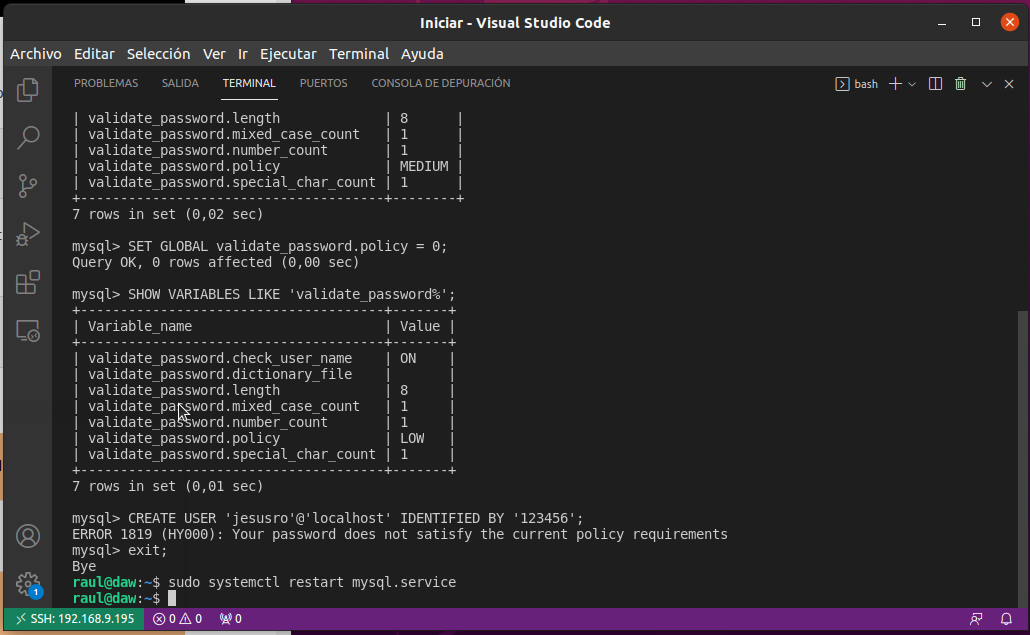 Iniciar - Visual Studio Code
Archivo Editar Selección Ver Ir Ejecutar Terminal Ayuda
PROBLEMAS SALIDA TERMINAL PUERTOS CONSOLA DE DEPURACIÓN bash
| validate_password.length             | 8      |
| validate_password.mixed_case_count   | 1      |
| validate_password.number_count       | 1      |
| validate_password.policy             | MEDIUM |
| validate_password.special_char_count | 1      |
+--------------------------------------+--------+
7 rows in set (0,02 sec)
mysql> SET GLOBAL validate_password.policy = 0;
Query OK, 0 rows affected (0,00 sec)
mysql> SHOW VARIABLES LIKE 'validate_password%';
+--------------------------------------+-------+
| Variable_name                        | Value |
+--------------------------------------+-------+
| validate_password.check_user_name    | ON    |
| validate_password.dictionary_file    |       |
| validate_password.length             | 8     |
| validate_password.mixed_case_count   | 1     |
| validate_password.number_count       | 1     |
| validate_password.policy             | LOW   |
| validate_password.special_char_count | 1     |
+--------------------------------------+-------+
7 rows in set (0,01 sec)
mysql> CREATE USER 'jesusro'@'localhost' IDENTIFIED BY '123456';
ERROR 1819 (HY000): Your password does not satisfy the current policy requirements
mysql> exit;
Bye
raul@daw:~$ sudo systemctl restart mysql.service
1
raul@daw:~$
SSH: 192.168.9.195 0 0 0